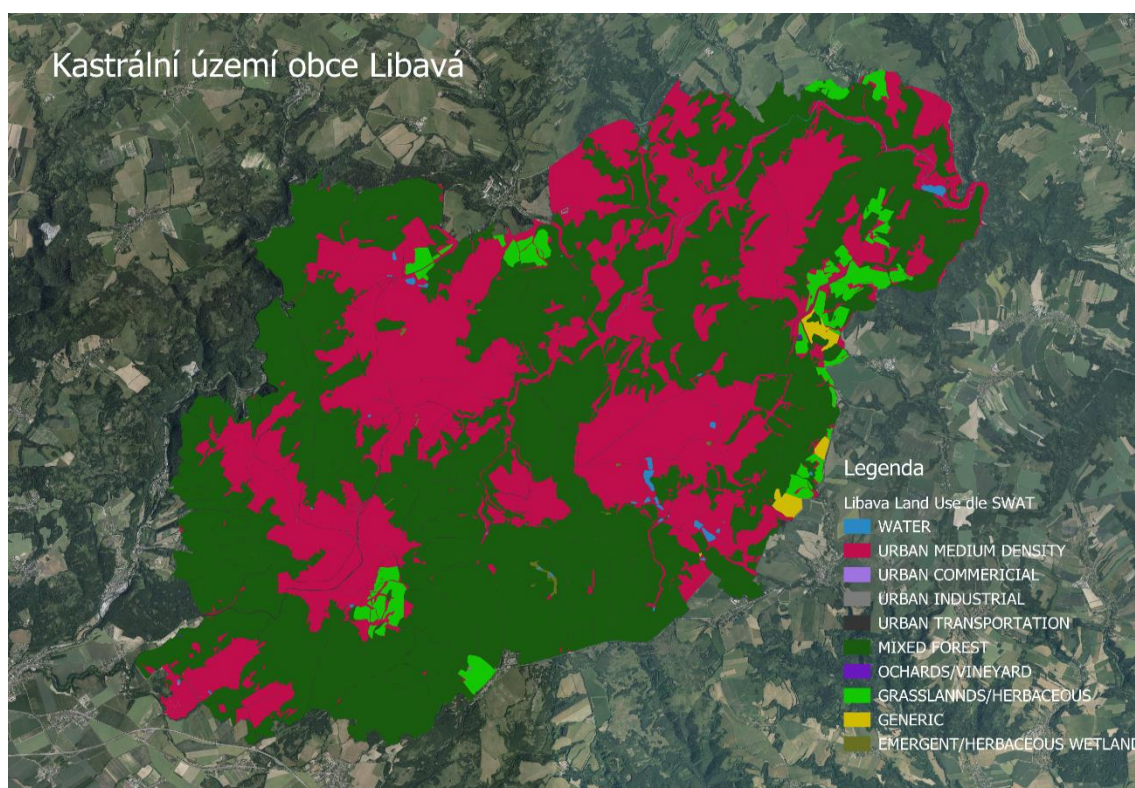 Kastrální území obce Libavá
Legenda
Libava Land Use dle SWAT
WATER
URBAN MEDIUM DENSITY
URBAN COMMERICIAL
URBAN INDUSTRIAL
URBAN TRANSPORTATION
MIXED FOREST
OCHARDS/VINEYARD
GRASSLANNDS/HERBACEOUS
GENERIC
EMERGENT/HERBACEOUS WETLAND